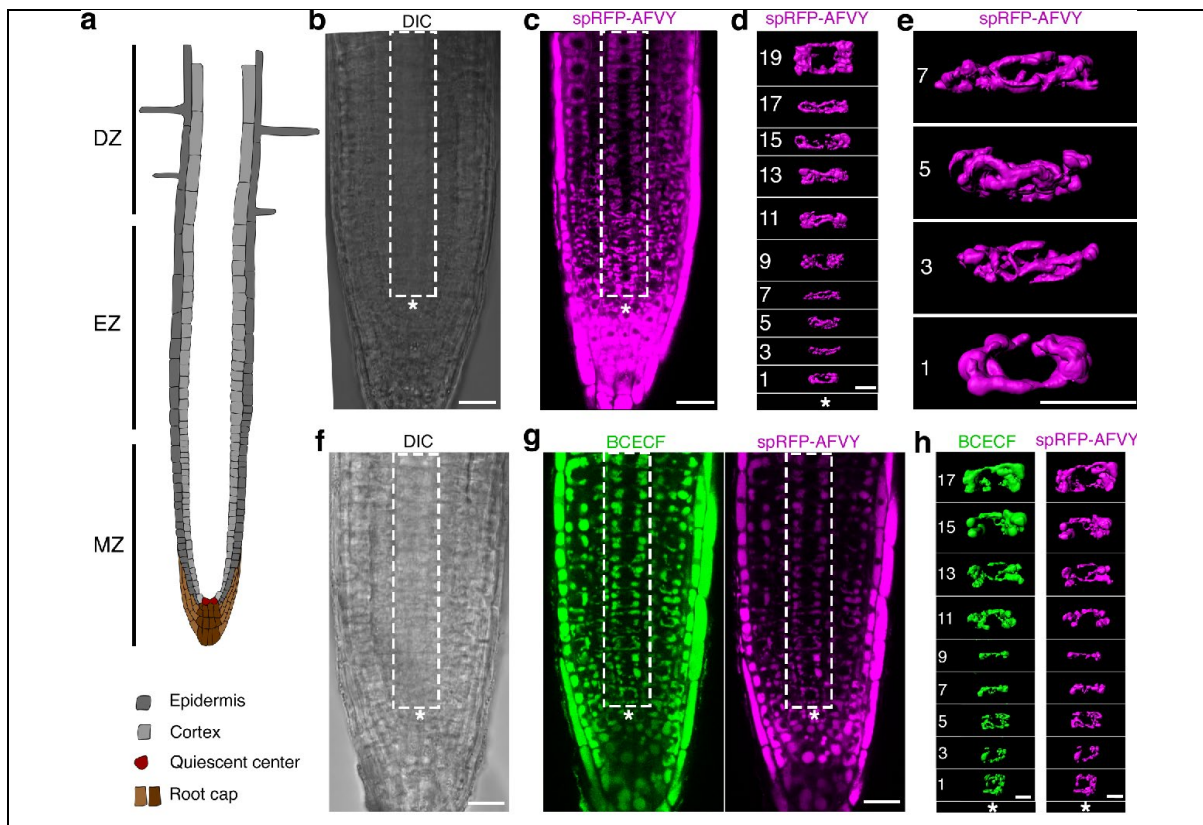 a
DZ
EZ
MZ
Epidermis
Cortex
Quiescent center
Root cap
b
DIC
*
c
spRFP-AFVY
*
d
spRFP-AFVY
19
17
15
13
11
9
7
5
3
1
*
e
spRFP-AFVY
7
5
3
1
f
DIC
*
g
BCECF
spRFP-AFVY
*
*
h
BCECF
spRFP-AFVY
17
15
13
11
9
7
5
3
1
*
*